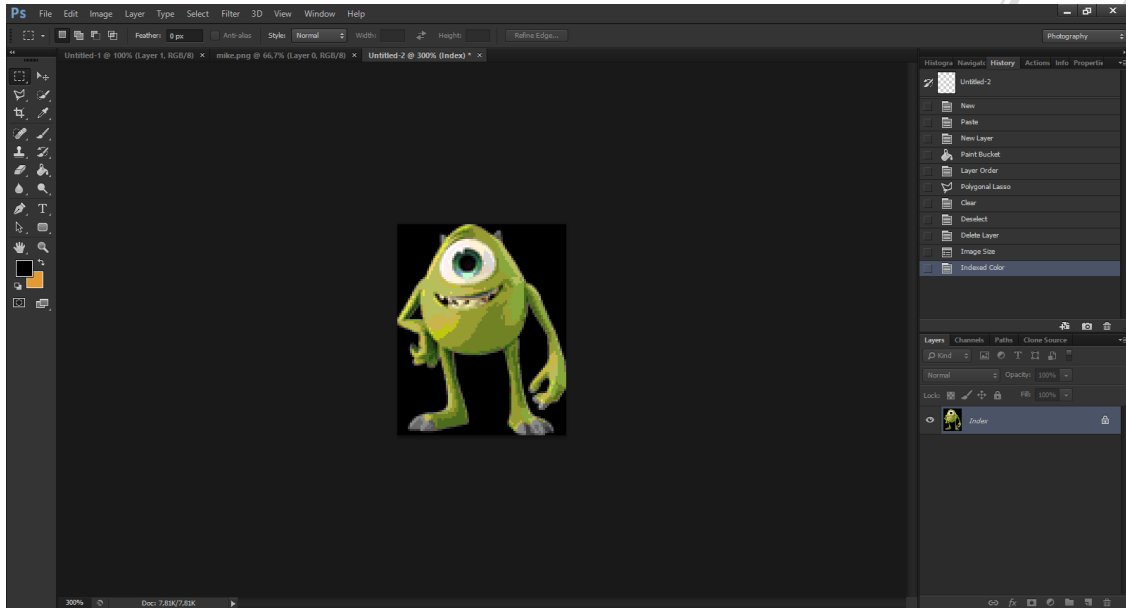 Ps File Edit Image Layer Type Select Filter 3D View Window Help
Feather: 0 px Anti-alias Style: Normal Width: Height: Refine Edge... Photography
Untitled-1 @ 100% (Layer 1, RGB/8) × mike.png @ 66,7% (Layer 0, RGB/8) × Untitled-2 @ 300% (Index) * ×
Histogra Navigatc History Actions Info Propertie
Untitled-2
New
Paste
New Layer
Paint Bucket
Layer Order
Polygonal Lasso
Clear
Deselect
Delete Layer
Image Size
Indexed Color
Layers Channels Paths Clone Source
Kind
Normal Opacity: 100%
Lock: Fill: 100%
Index
300% Doc: 7,81K/7,81K